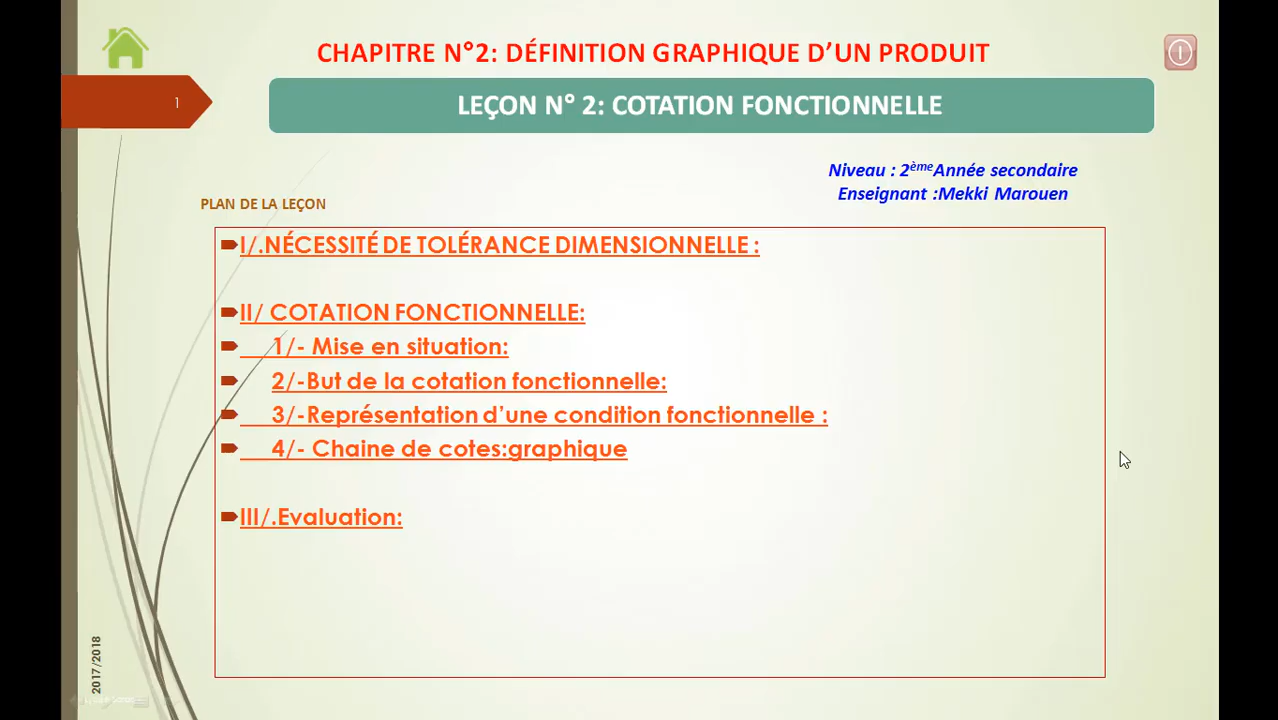 CHAPITRE N°2: DÉFINITION GRAPHIQUE D'UN PRODUIT
1
LEÇON N° 2: COTATION FONCTIONNELLE
Niveau : 2ème Année secondaire
Enseignant :Mekki Marouen
PLAN DE LA LEÇON
I/.NÉCESSITÉ DE TOLÉRANCE DIMENSIONNELLE :
II/ COTATION FONCTIONNELLE:
1/- Mise en situation:
2/-But de la cotation fonctionnelle:
3/-Représentation d'une condition fonctionnelle :
4/- Chaine de cotes:graphique
III/.Evaluation:
2017/2018